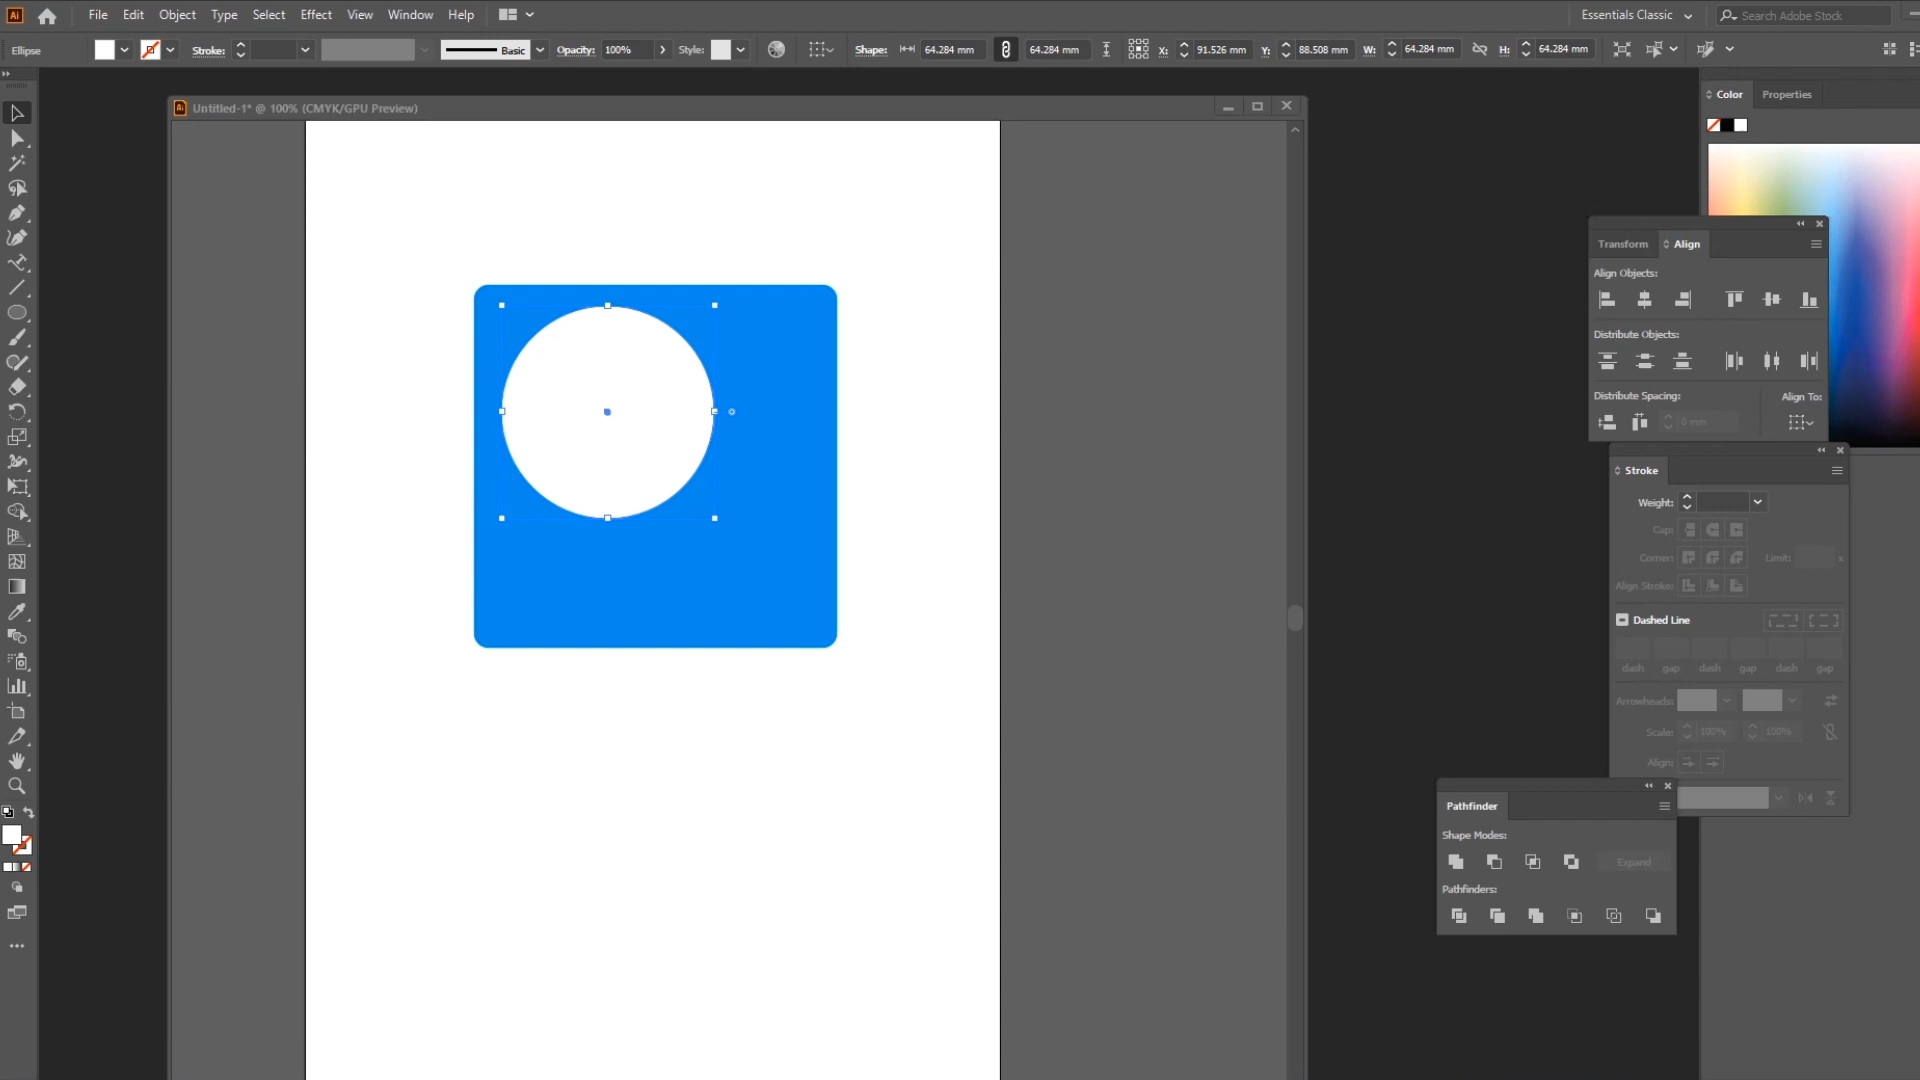 Ai File Edit Object Type Select Effect View Window Help Essentials Classic Search Adobe Stock
Ellipse Stroke: Basic Opacity: 100% Style: Shape: 64.284 mm 64.284 mm X: 91.526 mm Y: 88.508 mm W: 64.284 mm H: 64.284 mm
Ai Untitled-1* @ 100% (CMYK/GPU Preview)
Color Properties
Transform Align
Align Objects:
Distribute Objects:
Distribute Spacing: Align To:
0 mm
Stroke
Weight:
Cap:
Corner: Limit: x
Align Stroke:
Dashed Line
dash gap dash gap dash gap
Arrowheads:
Scale: 100% 100%
Align:
Pathfinder
Shape Modes:
Expand
Pathfinders: